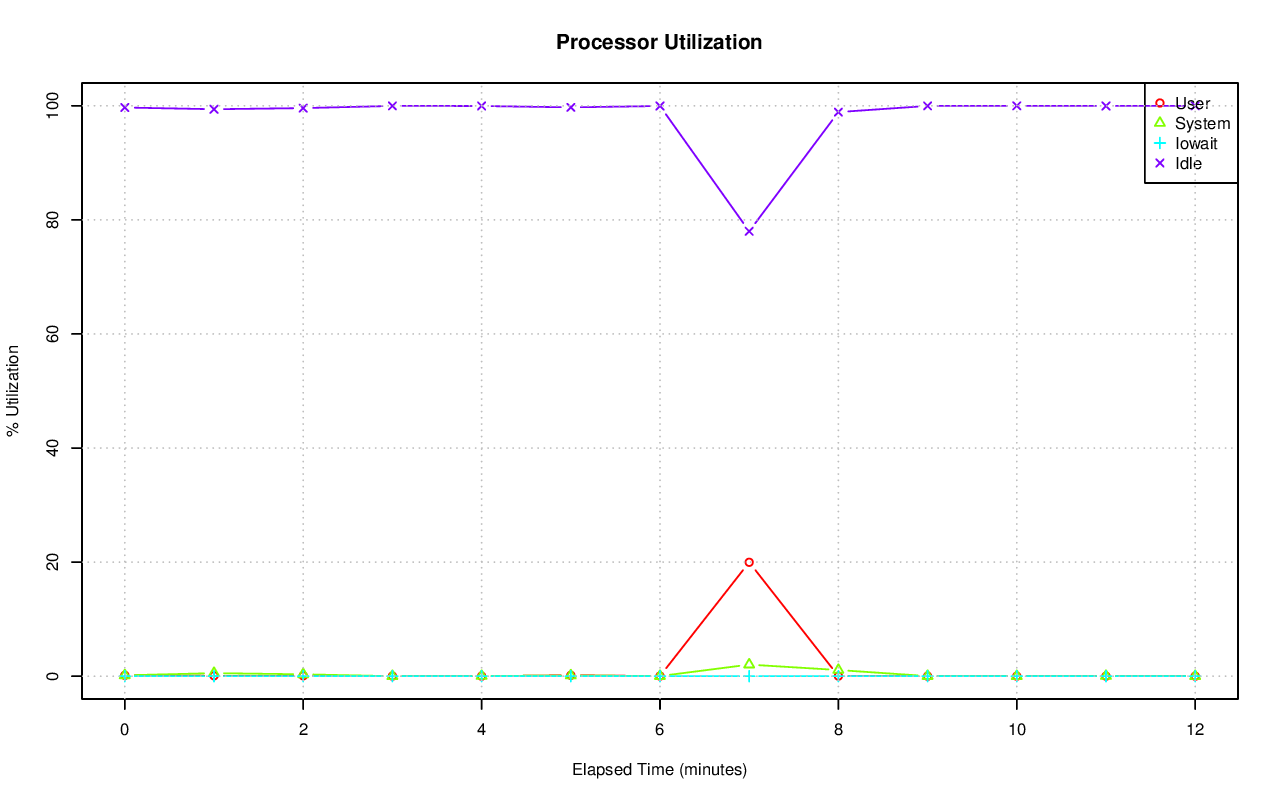 Processor Utilization
100
80
60
40
20
0
% Utilization
User
System
Iowait
Idle
0 2 4 6 8 10 12
Elapsed Time (minutes)